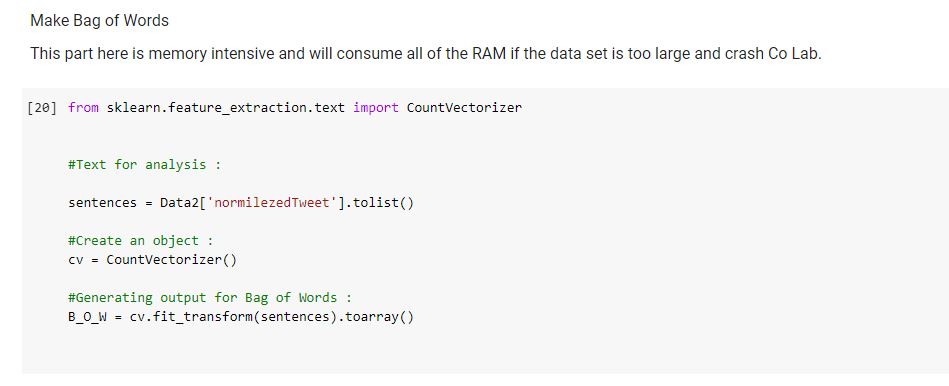 Make Bag of Words
This part here is memory intensive and will consume all of the RAM if the data set is too large and crash Co Lab.
[20] from sklearn.feature_extraction.text import CountVectorizer
#Text for analysis :
sentences = Data2['normilezedTweet'].tolist()
#Create an object :
cv = CountVectorizer()
#Generating output for Bag of Words :
B_O_W = cv.fit_transform(sentences).toarray()